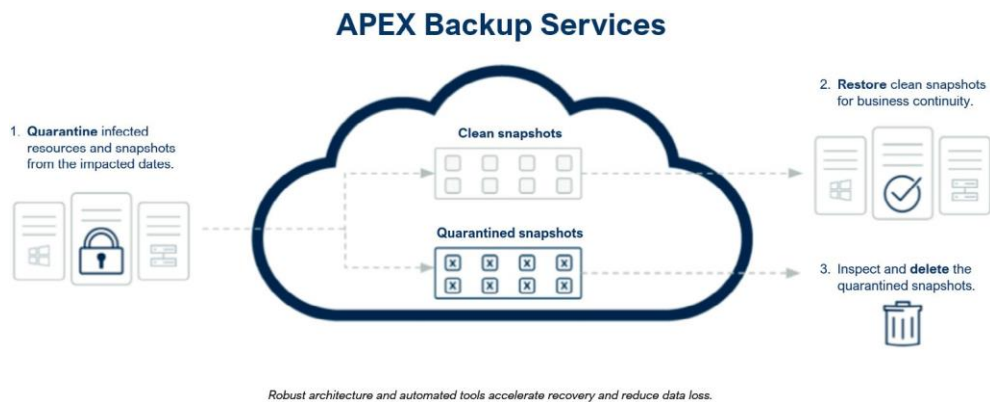 APEX Backup Services
1. Quarantine infected
resources and snapshots
from the impacted dates.
Clean snapshots
Quarantined snapshots
X X X X
X X X X
2. Restore clean snapshots
for business continuity.
3. Inspect and delete the
quarantined snapshots.
Robust architecture and automated tools accelerate recovery and reduce data loss.